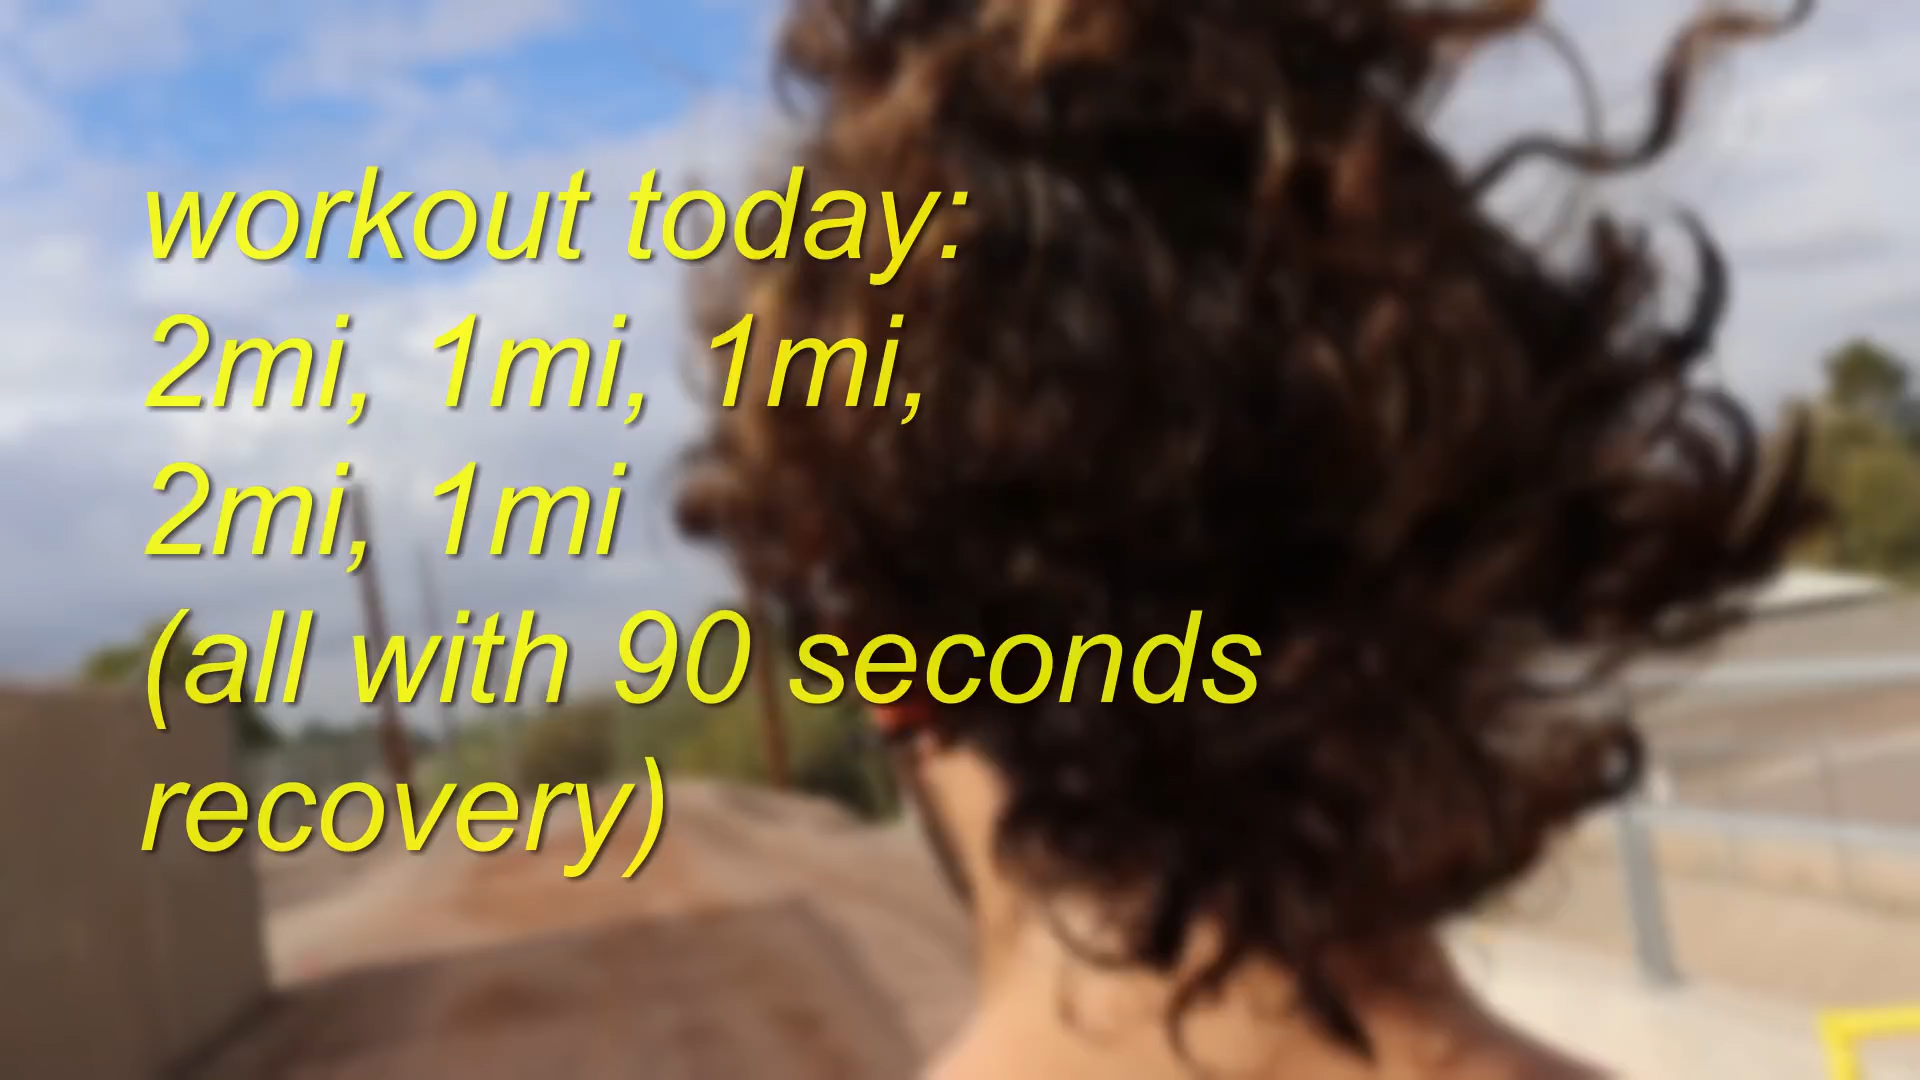 workout today:
2mi, 1mi, 1mi,
2mi, 1mi
(all with 90 seconds
recovery)